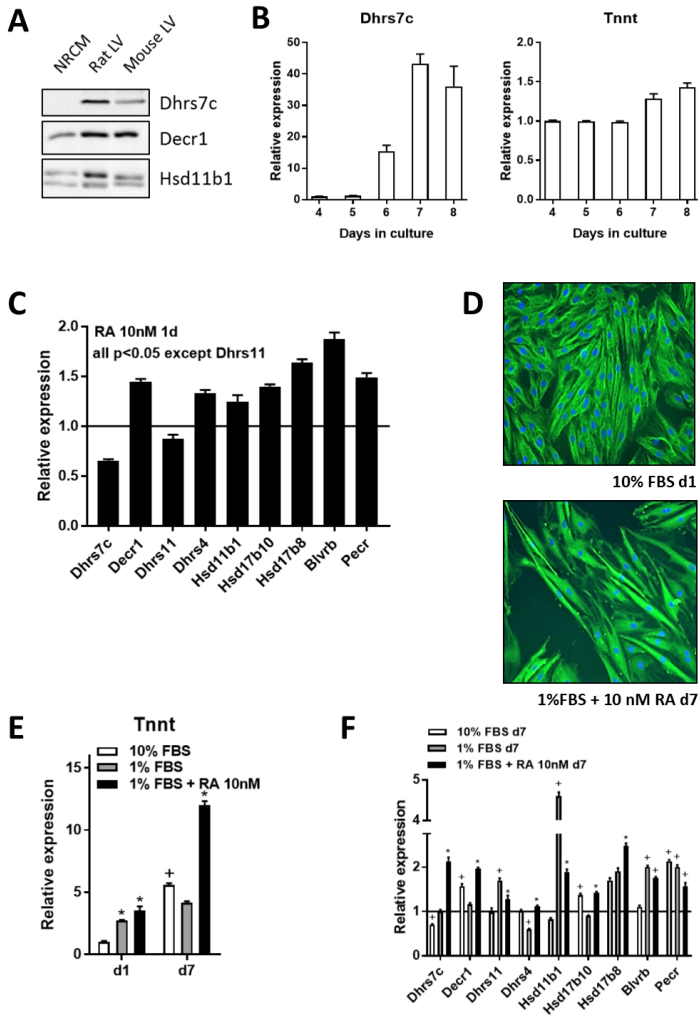 A
NRCM
Rat LV
Mouse LV
Dhrs7c
Decr1
Hsd11b1
B
Dhrs7c
Relative expression
50
40
30
20
10
0
4 5 6 7 8
Days in culture
Tnnt
Relative expression
2.0
1.5
1.0
0.5
0.0
4 5 6 7 8
Days in culture
C
RA 10nM 1d
all p<0.05 except Dhrs11
Relative expression
2.0
1.5
1.0
0.5
0.0
Dhrs7c
Decr1
Dhrs11
Dhrs4
Hsd11b1
Hsd17b10
Hsd17b8
Blvrb
Pecr
D
10% FBS d1
1%FBS + 10 nM RA d7
E
Tnnt
10% FBS
1% FBS
1% FBS + RA 10nM
Relative expression
15
10
5
0
* * + *
d1 d7
F
10% FBS d7
1% FBS d7
1% FBS + RA 10nM d7
Relative expression
5
4
2
1
0
+ * + * + * + * + * + * * + * + + *
Dhrs7c
Decr1
Dhrs11
Dhrs4
Hsd11b1
Hsd17b10
Hsd17b8
Blvrb
Pecr